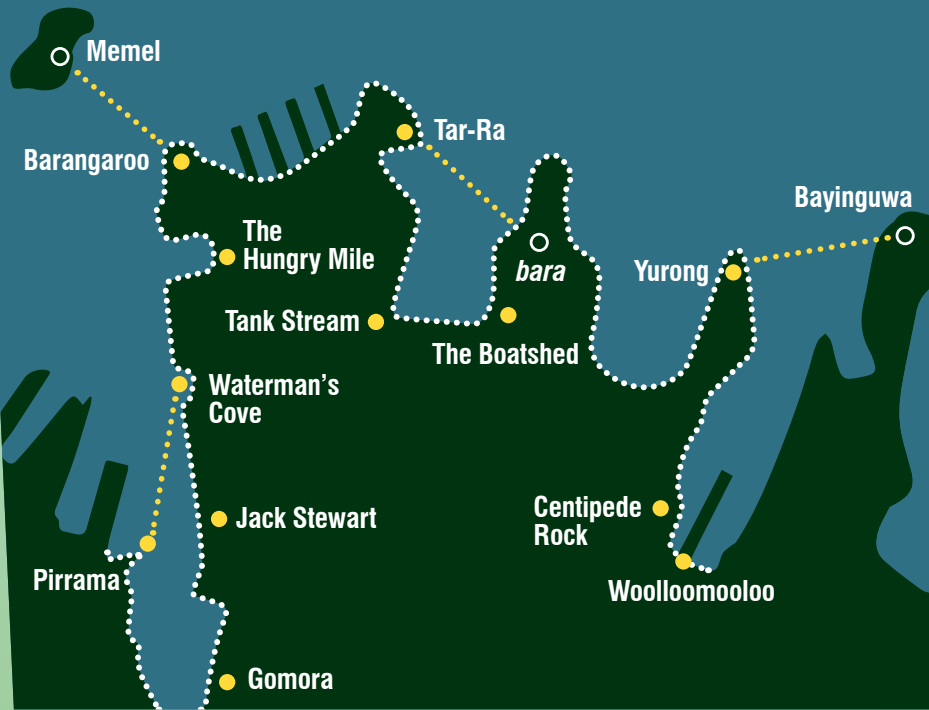 Memel
Tar-Ra
Barangaroo
Bayinguwa
The
Hungry Mile
bara
Yurong
Tank Stream
The Boatshed
Waterman's
Cove
Centipede
Rock
Jack Stewart
Pirrama
Woolloomooloo
Gomora